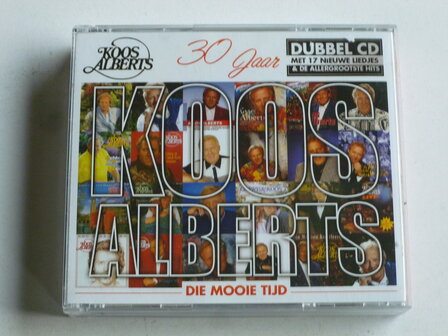 KOOS
ALBERTS
30 Jaar
DUBBEL CD
MET 17 NIEUWE LIEDJES
& DE ALLERGROOTSTE HITS
KOOS
ALBERTS
DIE MOOIE TIJD